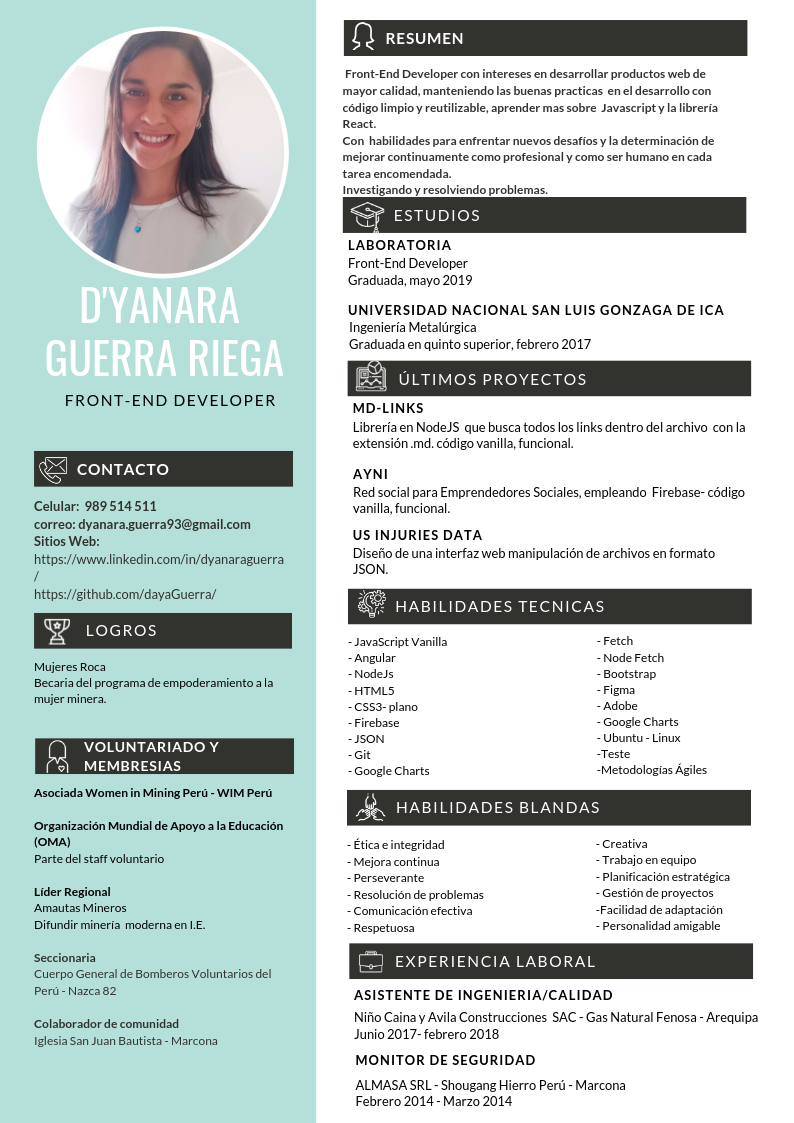 D'YANARA
GUERRA RIEGA
FRONT-END DEVELOPER
CONTACTO
Celular: 989 514 511
correo: dyanara.guerra93@gmail.com
Sitios Web:
https://www.linkedin.com/in/dyanaraguerra
/
https://github.com/dayaGuerra/
LOGROS
Mujeres Roca
Becaria del programa de empoderamiento a la
mujer minera.
VOLUNTARIADO Y
MEMBRESIAS
Asociada Women in Mining Perú - WIM Perú
Organización Mundial de Apoyo a la Educación
(OMA)
Parte del staff voluntario
Líder Regional
Amautas Mineros
Difundir minería moderna en I.E.
Seccionaria
Cuerpo General de Bomberos Voluntarios del
Perú - Nazca 82
Colaborador de comunidad
Iglesia San Juan Bautista - Marcona
RESUMEN
Front-End Developer con intereses en desarrollar productos web de
mayor calidad, manteniendo las buenas practicas en el desarrollo con
código limpio y reutilizable, aprender mas sobre Javascript y la librería
React.
Con habilidades para enfrentar nuevos desafíos y la determinación de
mejorar continuamente como profesional y como ser humano en cada
tarea encomendada.
Investigando y resolviendo problemas.
ESTUDIOS
LABORATORIA
Front-End Developer
Graduada, mayo 2019
UNIVERSIDAD NACIONAL SAN LUIS GONZAGA DE ICA
Ingeniería Metalúrgica
Graduada en quinto superior, febrero 2017
ÚLTIMOS PROYECTOS
MD-LINKS
Librería en NodeJS que busca todos los links dentro del archivo con la
extensión .md. código vanilla, funcional.
AYNI
Red social para Emprendedores Sociales, empleando Firebase- código
vanilla, funcional.
US INJURIES DATA
Diseño de una interfaz web manipulación de archivos en formato
JSON.
HABILIDADES TECNICAS
- JavaScript Vanilla
- Angular
- NodeJs
- HTML5
- CSS3- plano
- Firebase
- JSON
- Git
- Google Charts
- Fetch
- Node Fetch
- Bootstrap
- Figma
- Adobe
- Google Charts
- Ubuntu - Linux
-Teste
-Metodologías Ágiles
HABILIDADES BLANDAS
- Ética e integridad
- Mejora continua
- Perseverante
- Resolución de problemas
- Comunicación efectiva
- Respetuosa
- Creativa
- Trabajo en equipo
- Planificación estratégica
- Gestión de proyectos
-Facilidad de adaptación
- Personalidad amigable
EXPERIENCIA LABORAL
ASISTENTE DE INGENIERIA/CALIDAD
Niño Caina y Avila Construcciones SAC - Gas Natural Fenosa - Arequipa
Junio 2017- febrero 2018
MONITOR DE SEGURIDAD
ALMASA SRL - Shougang Hierro Perú - Marcona
Febrero 2014 - Marzo 2014